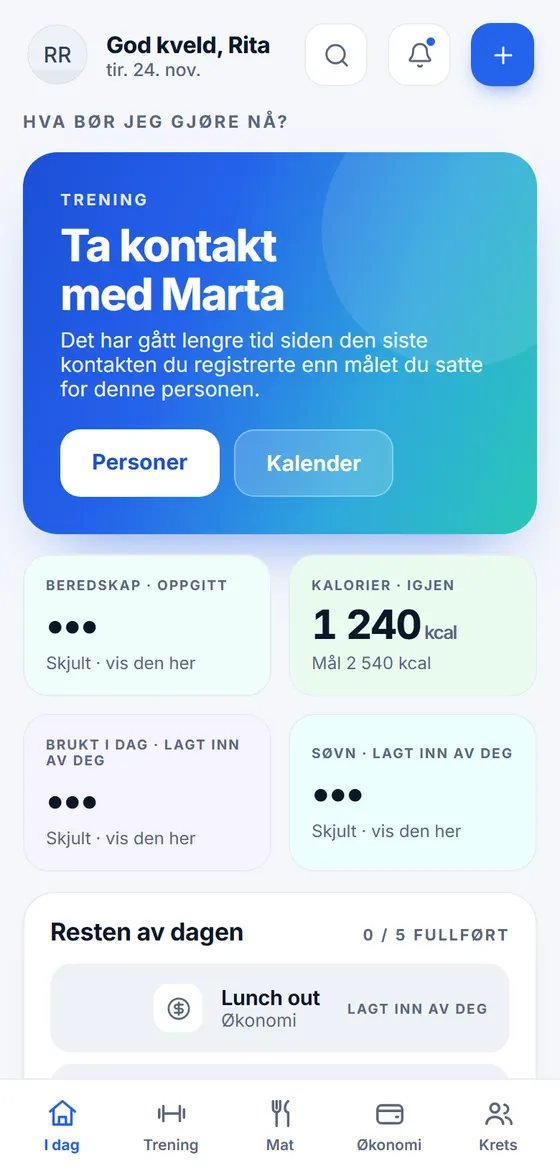 RR
God kveld, Rita
tir. 24. nov.
HVA BØR JEG GJØRE NÅ?
TRENING
Ta kontakt
med Marta
Det har gått lengre tid siden den siste
kontakten du registrerte enn målet du satte
for denne personen.
Personer
Kalender
BEREDSKAP · OPPGITT
•••
Skjult · vis den her
KALORIER · IGJEN
1 240 kcal
Mål 2 540 kcal
BRUKT I DAG · LAGT INN
AV DEG
•••
Skjult · vis den her
SØVN · LAGT INN AV DEG
•••
Skjult · vis den her
Resten av dagen
0 / 5 FULLFØRT
Lunch out
Økonomi
LAGT INN AV DEG
I dag
Trening
Mat
Økonomi
Krets